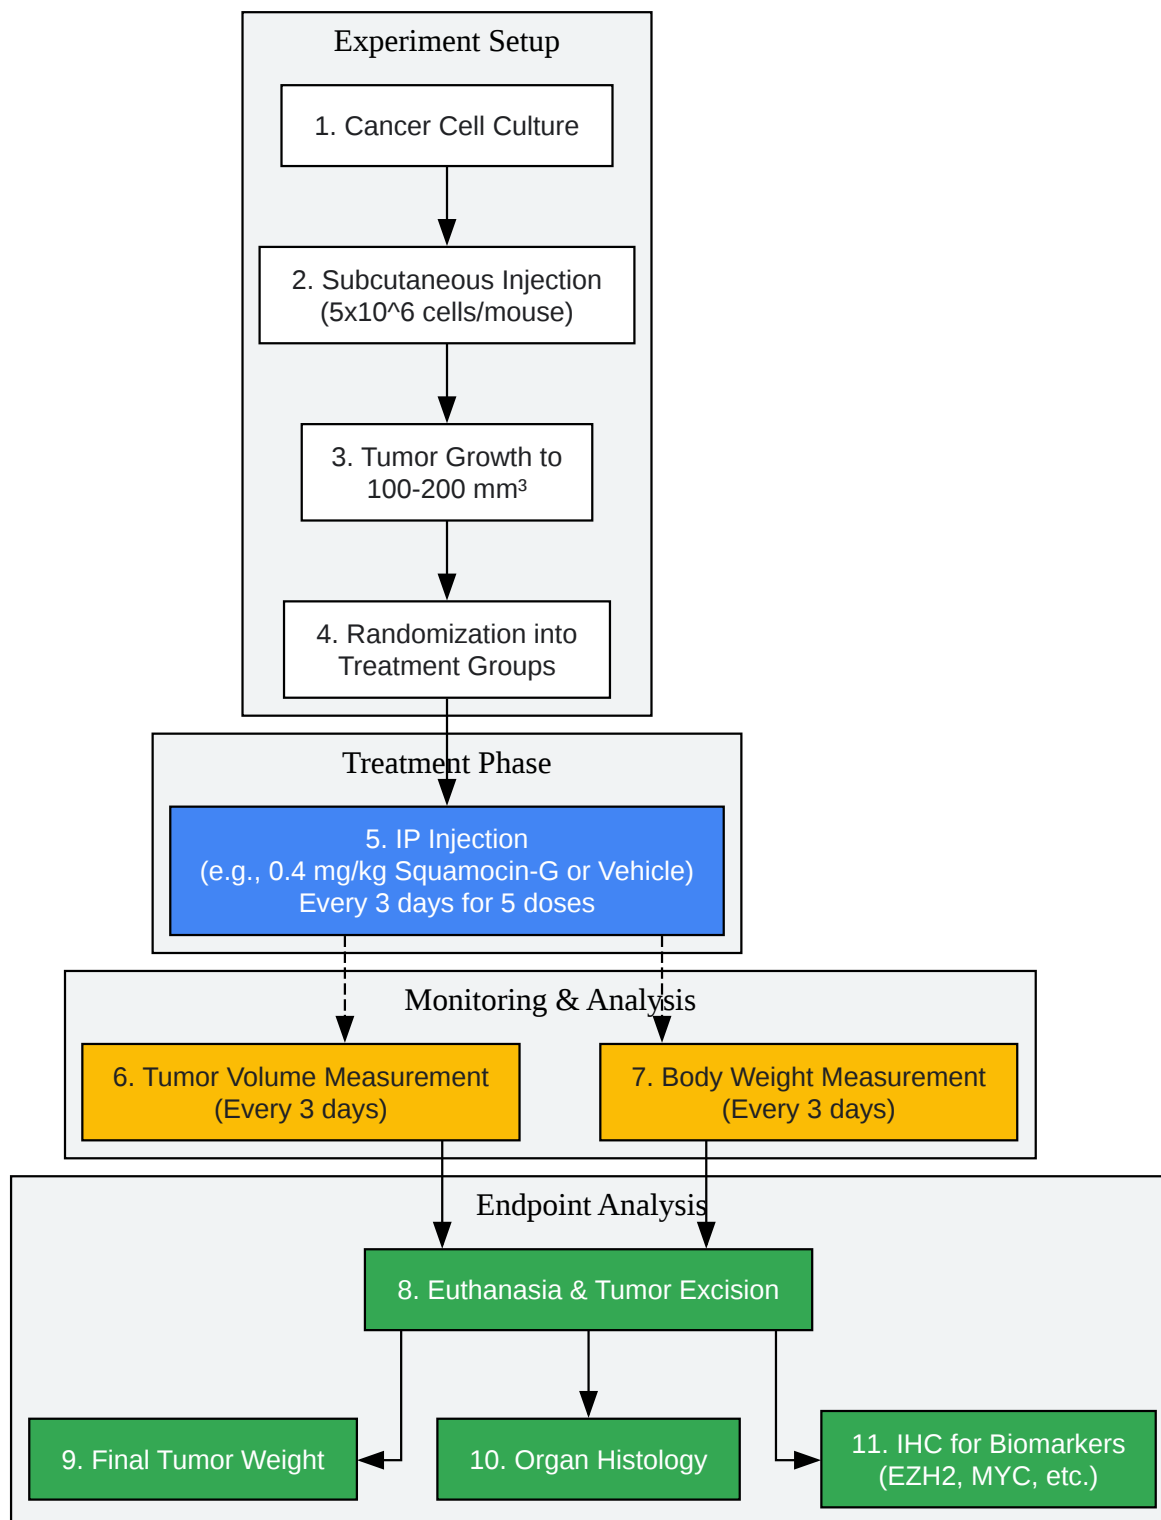 Experiment Setup
1. Cancer Cell Culture
2. Subcutaneous Injection
(5x10^6 cells/mouse)
3. Tumor Growth to
100-200 mm³
4. Randomization into
Treatment Groups
Treatment Phase
5. IP Injection
(e.g., 0.4 mg/kg Squamocin-G or Vehicle)
Every 3 days for 5 doses
Monitoring & Analysis
6. Tumor Volume Measurement
(Every 3 days)
7. Body Weight Measurement
(Every 3 days)
Endpoint Analysis
8. Euthanasia & Tumor Excision
9. Final Tumor Weight
10. Organ Histology
11. IHC for Biomarkers
(EZH2, MYC, etc.)